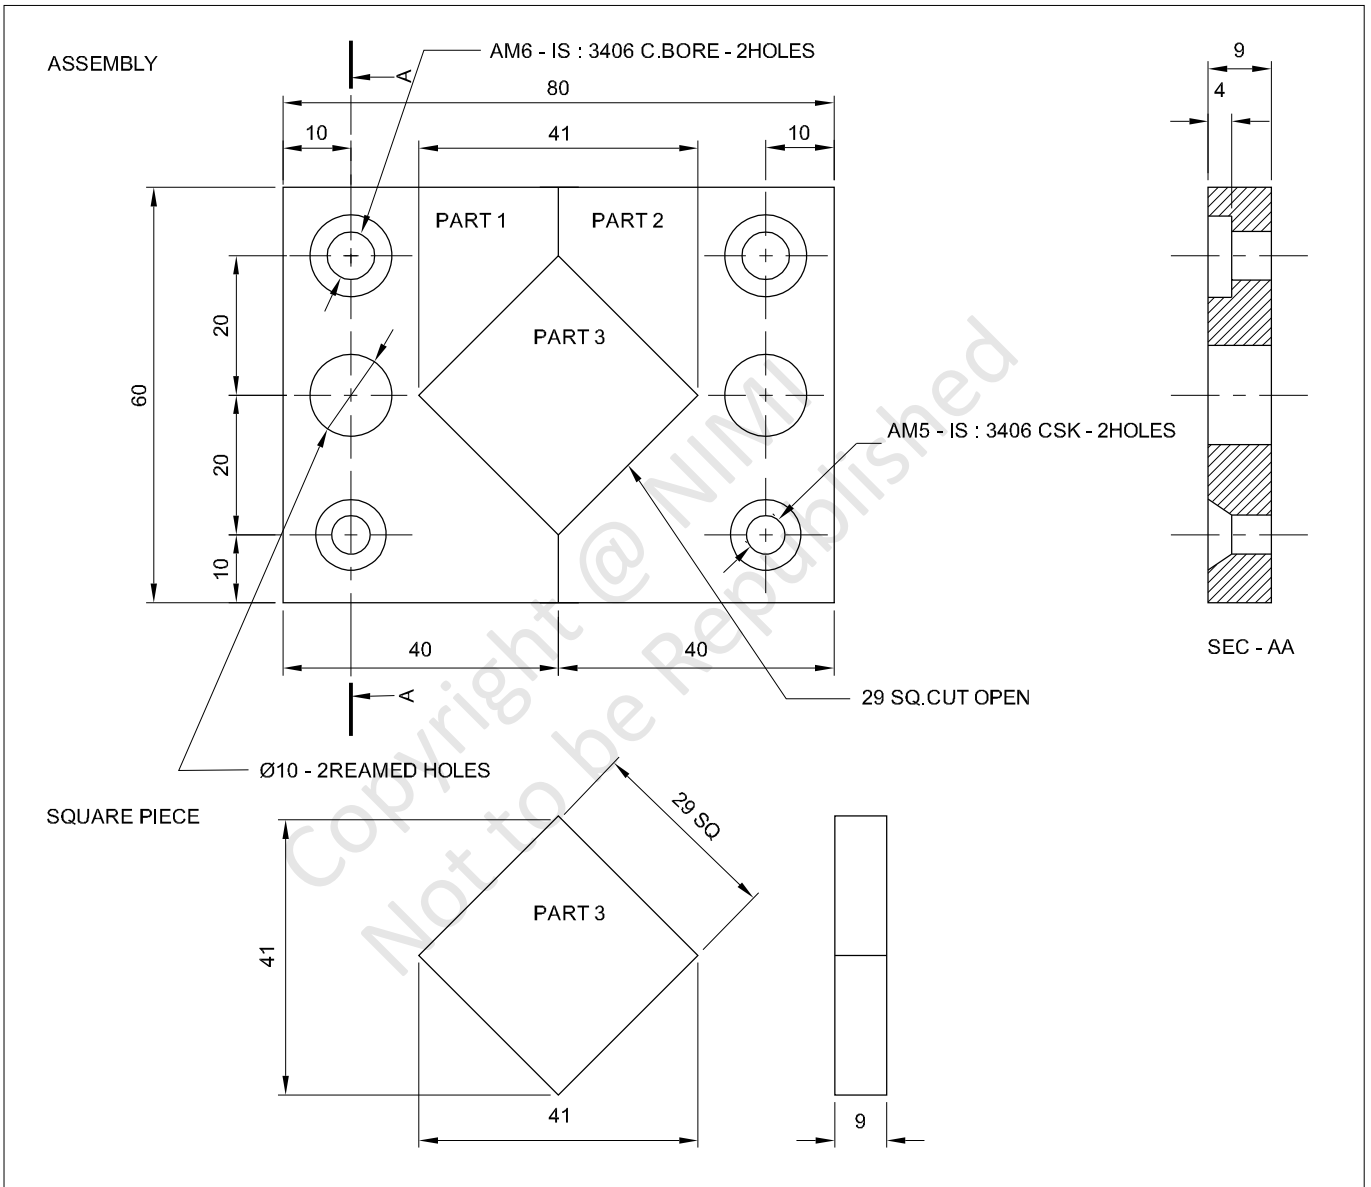 ASSEMBLY
AM6 - IS : 3406 C.BORE - 2HOLES
A
80
9
4
10
41
10
PART 1
PART 2
20
PART 3
60
AM5 - IS : 3406 CSK - 2HOLES
20
10
40
40
SEC - AA
A
29 SQ.CUT OPEN
Ø10 - 2REAMED HOLES
SQUARE PIECE
29 SQ
PART 3
41
41
9
Copyright @ NIMI
Not to be Republished